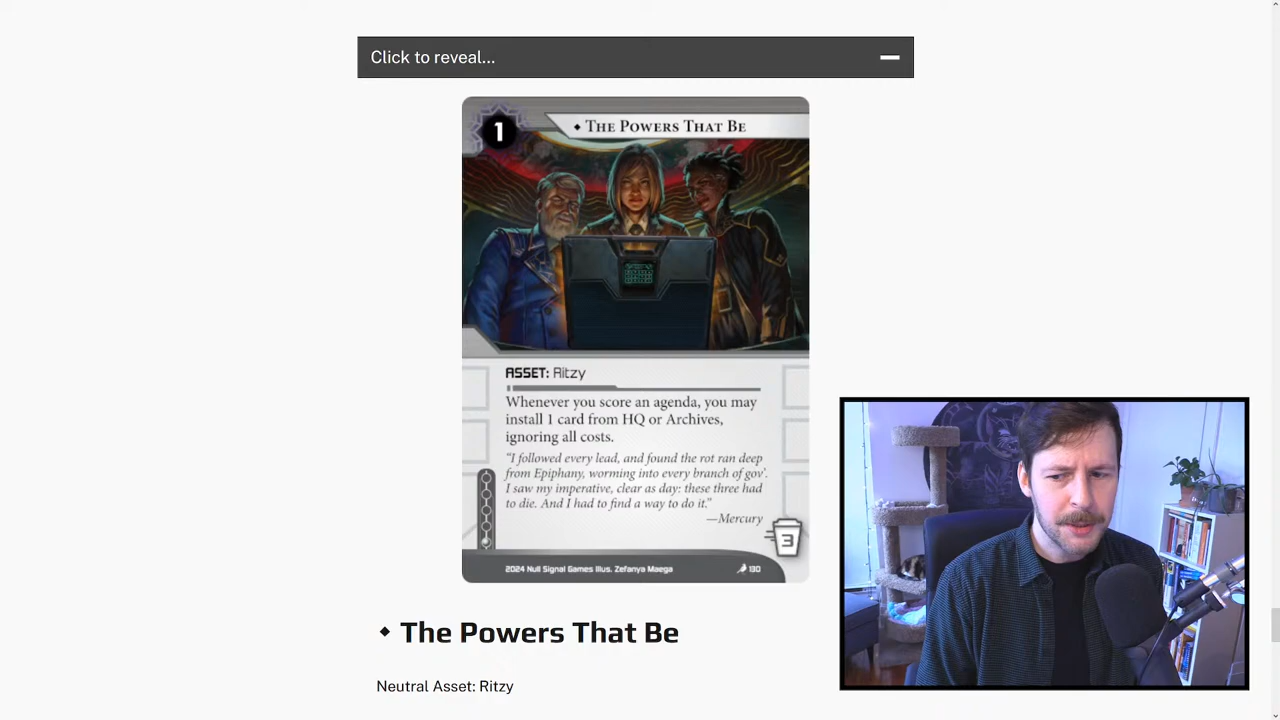 Click to reveal...
1
◆ The Powers That Be
ASSET: Ritzy
Whenever you score an agenda, you may
install 1 card from HQ or Archives,
ignoring all costs.
“I followed every lead, and found the rot ran deep
from Epiphany, worming into every branch of gov’.
I saw my imperative, clear as day: these three had
to die. And I had to find a way to do it.”
—Mercury
3
2024 Null Signal Games Illus. Zefanya Maega
130
◆ The Powers That Be
Neutral Asset: Ritzy